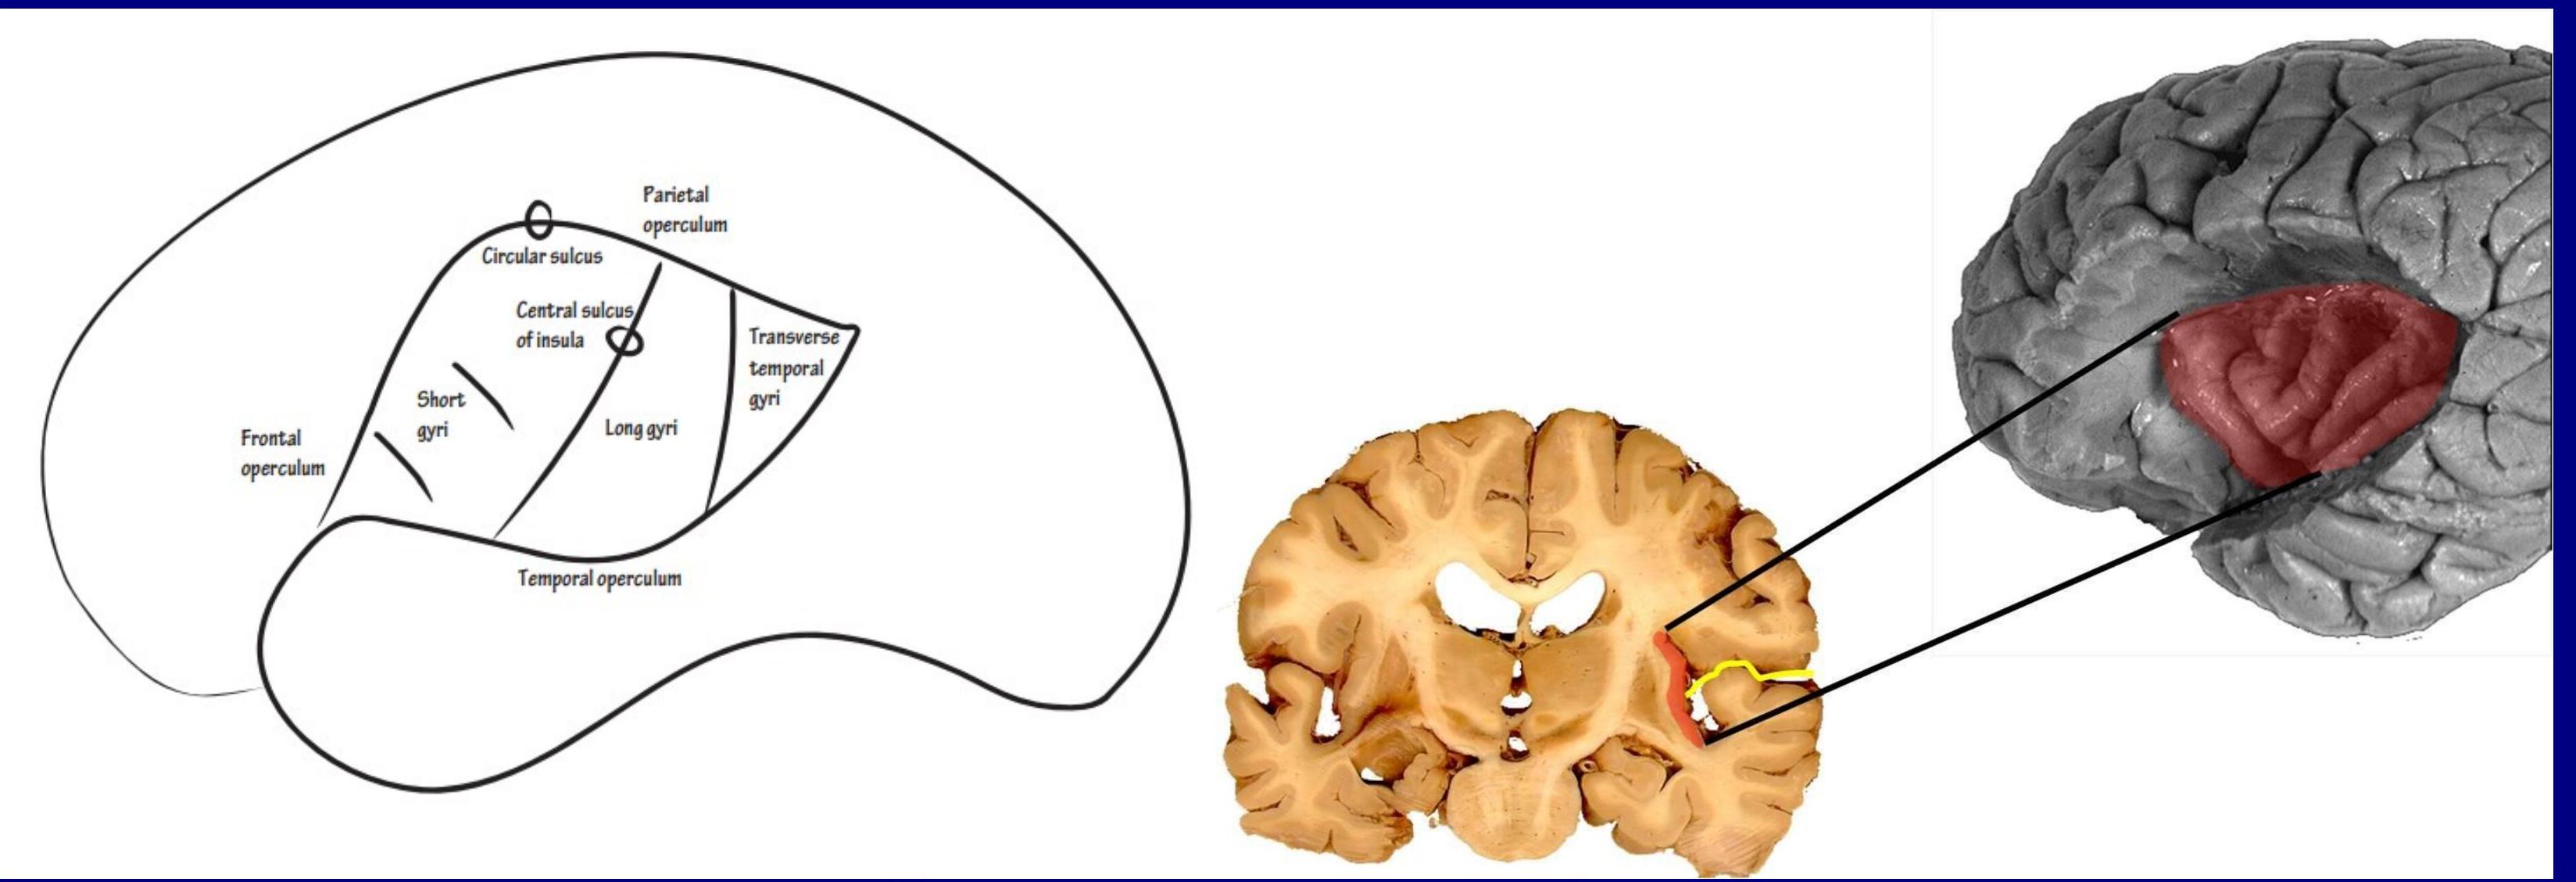 Parietal
operculum
Circular sulcus
Central sulcus
of insula
Transverse
temporal
gyri
Short
gyri
Long gyri
Frontal
operculum
Temporal operculum